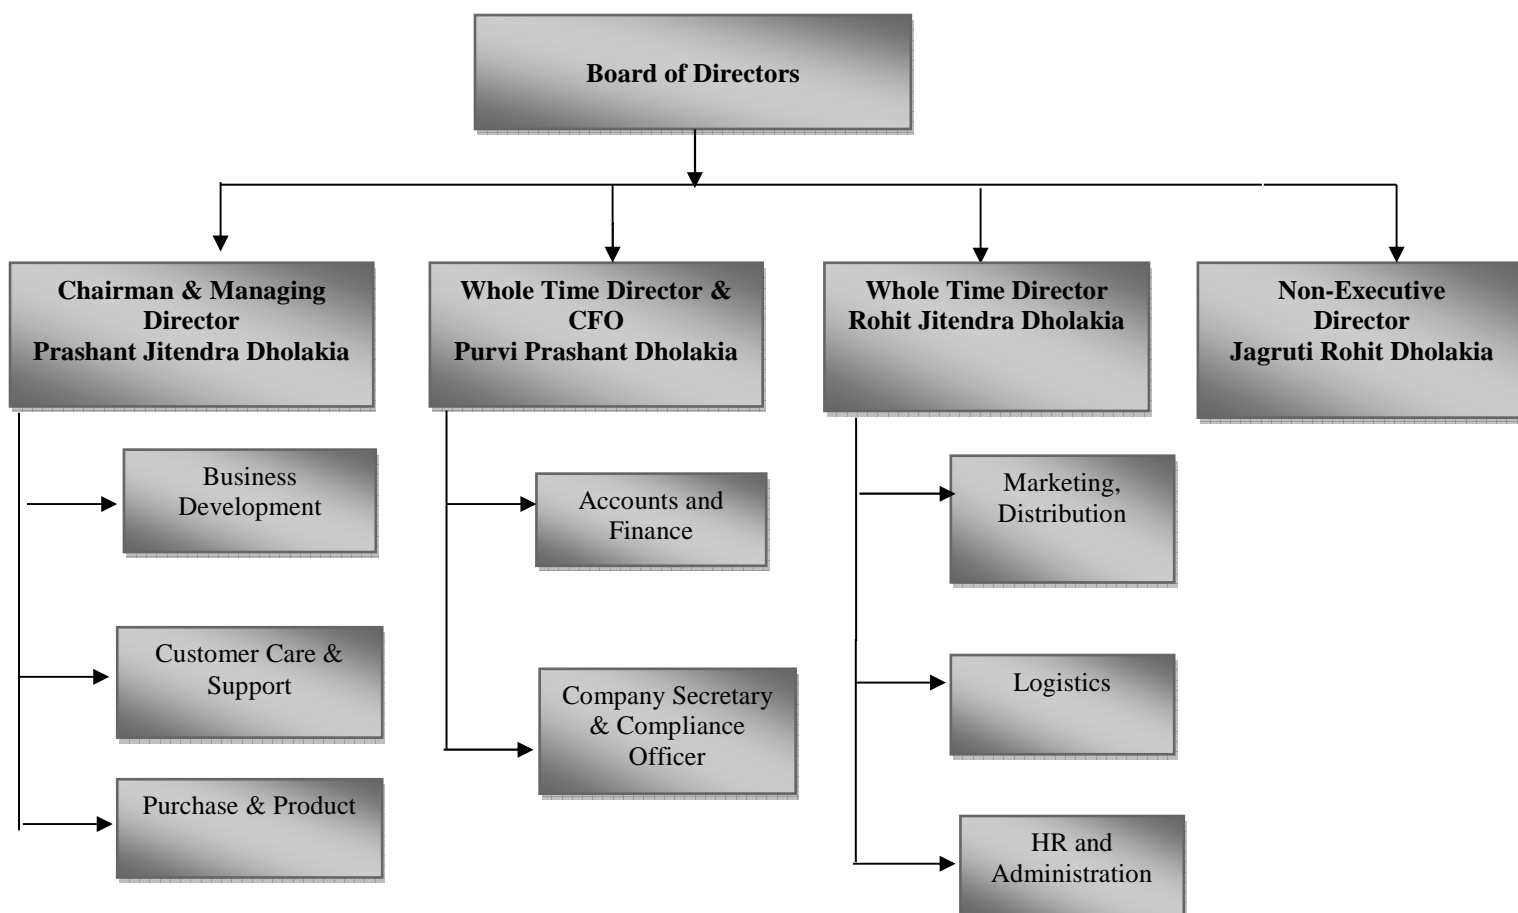 Board of Directors
Chairman & Managing
Director
Prashant Jitendra Dholakia
Whole Time Director &
CFO
Purvi Prashant Dholakia
Whole Time Director
Rohit Jitendra Dholakia
Non-Executive
Director
Jagruti Rohit Dholakia
Business
Development
Customer Care &
Support
Purchase & Product
Accounts and
Finance
Company Secretary
& Compliance
Officer
Marketing,
Distribution
Logistics
HR and
Administration